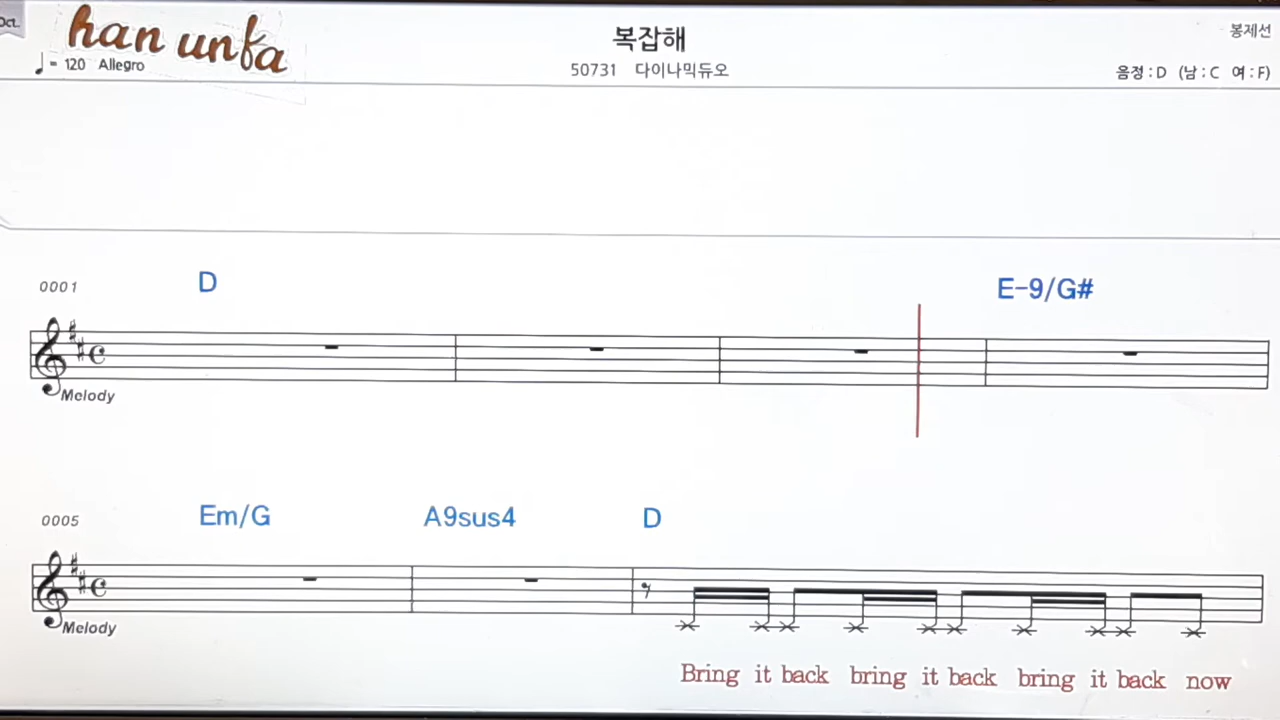 Oct.
han unfa
♩ = 120 Allegro
복잡해
50731 다이나믹듀오
봉제선
음정 : D (남 : C 여 : F)
0001
D
E-9/G#
Melody
0005
Em/G
A9sus4
D
Melody
Bring it back bring it back bring it back now